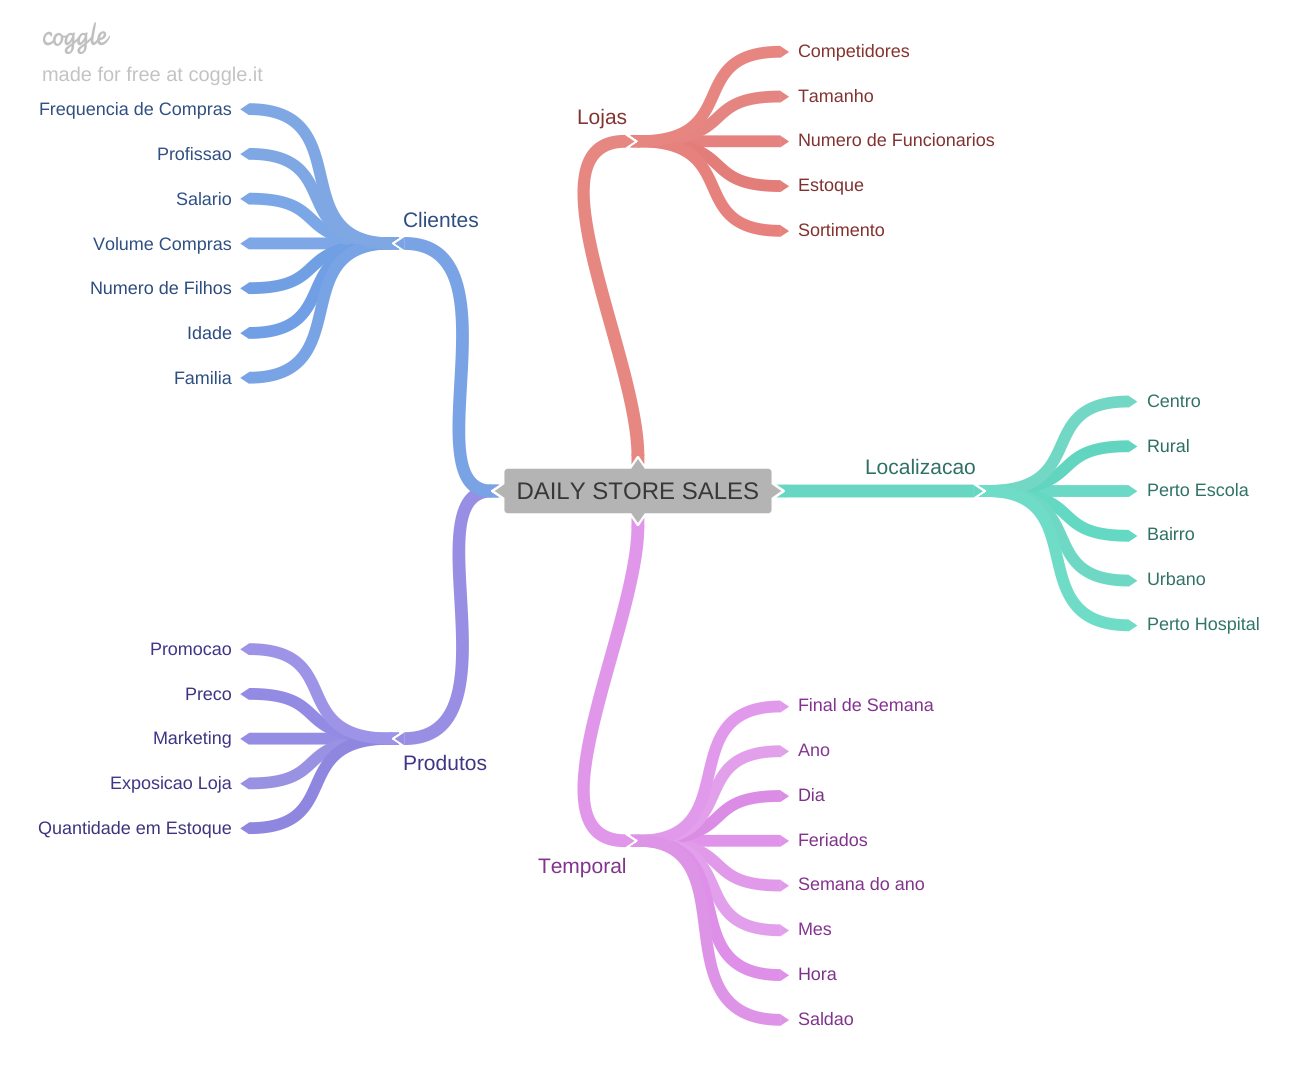 coggle
made for free at coggle.it
Frequencia de Compras
Profissao
Salario
Volume Compras
Numero de Filhos
Idade
Familia
Clientes
Lojas
Competidores
Tamanho
Numero de Funcionarios
Estoque
Sortimento
DAILY STORE SALES
Localizacao
Centro
Rural
Perto Escola
Bairro
Urbano
Perto Hospital
Promocao
Preco
Marketing
Exposicao Loja
Quantidade em Estoque
Produtos
Temporal
Final de Semana
Ano
Dia
Feriados
Semana do ano
Mes
Hora
Saldao